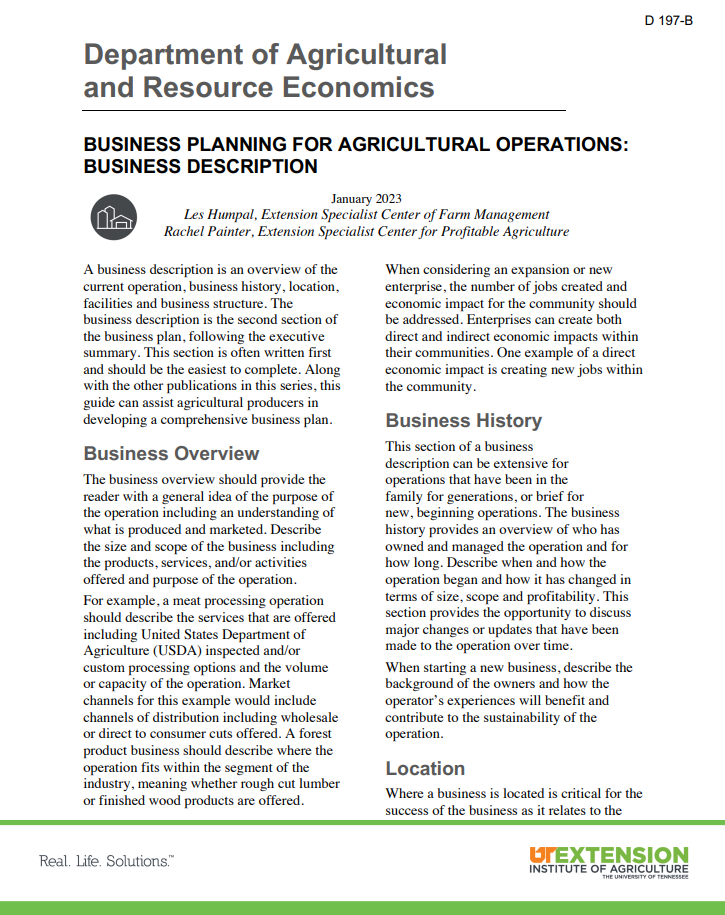 D 197-B
Department of Agricultural
and Resource Economics
BUSINESS PLANNING FOR AGRICULTURAL OPERATIONS:
BUSINESS DESCRIPTION
January 2023
Les Humpal, Extension Specialist Center of Farm Management
Rachel Painter, Extension Specialist Center for Profitable Agriculture
A business description is an overview of the
current operation, business history, location,
facilities and business structure. The
business description is the second section of
the business plan, following the executive
summary. This section is often written first
and should be the easiest to complete. Along
with the other publications in this series, this
guide can assist agricultural producers in
developing a comprehensive business plan.
Business Overview
The business overview should provide the
reader with a general idea of the purpose of
the operation including an understanding of
what is produced and marketed. Describe
the size and scope of the business including
the products, services, and/or activities
offered and purpose of the operation.
For example, a meat processing operation
should describe the services that are offered
including United States Department of
Agriculture (USDA) inspected and/or
custom processing options and the volume
or capacity of the operation. Market
channels for this example would include
channels of distribution including wholesale
or direct to consumer cuts offered. A forest
product business should describe where the
operation fits within the segment of the
industry, meaning whether rough cut lumber
or finished wood products are offered.
When considering an expansion or new
enterprise, the number of jobs created and
economic impact for the community should
be addressed. Enterprises can create both
direct and indirect economic impacts within
their communities. One example of a direct
economic impact is creating new jobs within
the community.
Business History
This section of a business
description can be extensive for
operations that have been in the
family for generations, or brief for
new, beginning operations. The business
history provides an overview of who has
owned and managed the operation and for
how long. Describe when and how the
operation began and how it has changed in
terms of size, scope and profitability. This
section provides the opportunity to discuss
major changes or updates that have been
made to the operation over time.
When starting a new business, describe the
background of the owners and how the
operator's experiences will benefit and
contribute to the sustainability of the
operation.
Location
Where a business is located is critical for the
success of the business as it relates to the
Real. Life. Solutions.™
UT EXTENSION
INSTITUTE OF AGRICULTURE
THE UNIVERSITY OF TENNESSEE